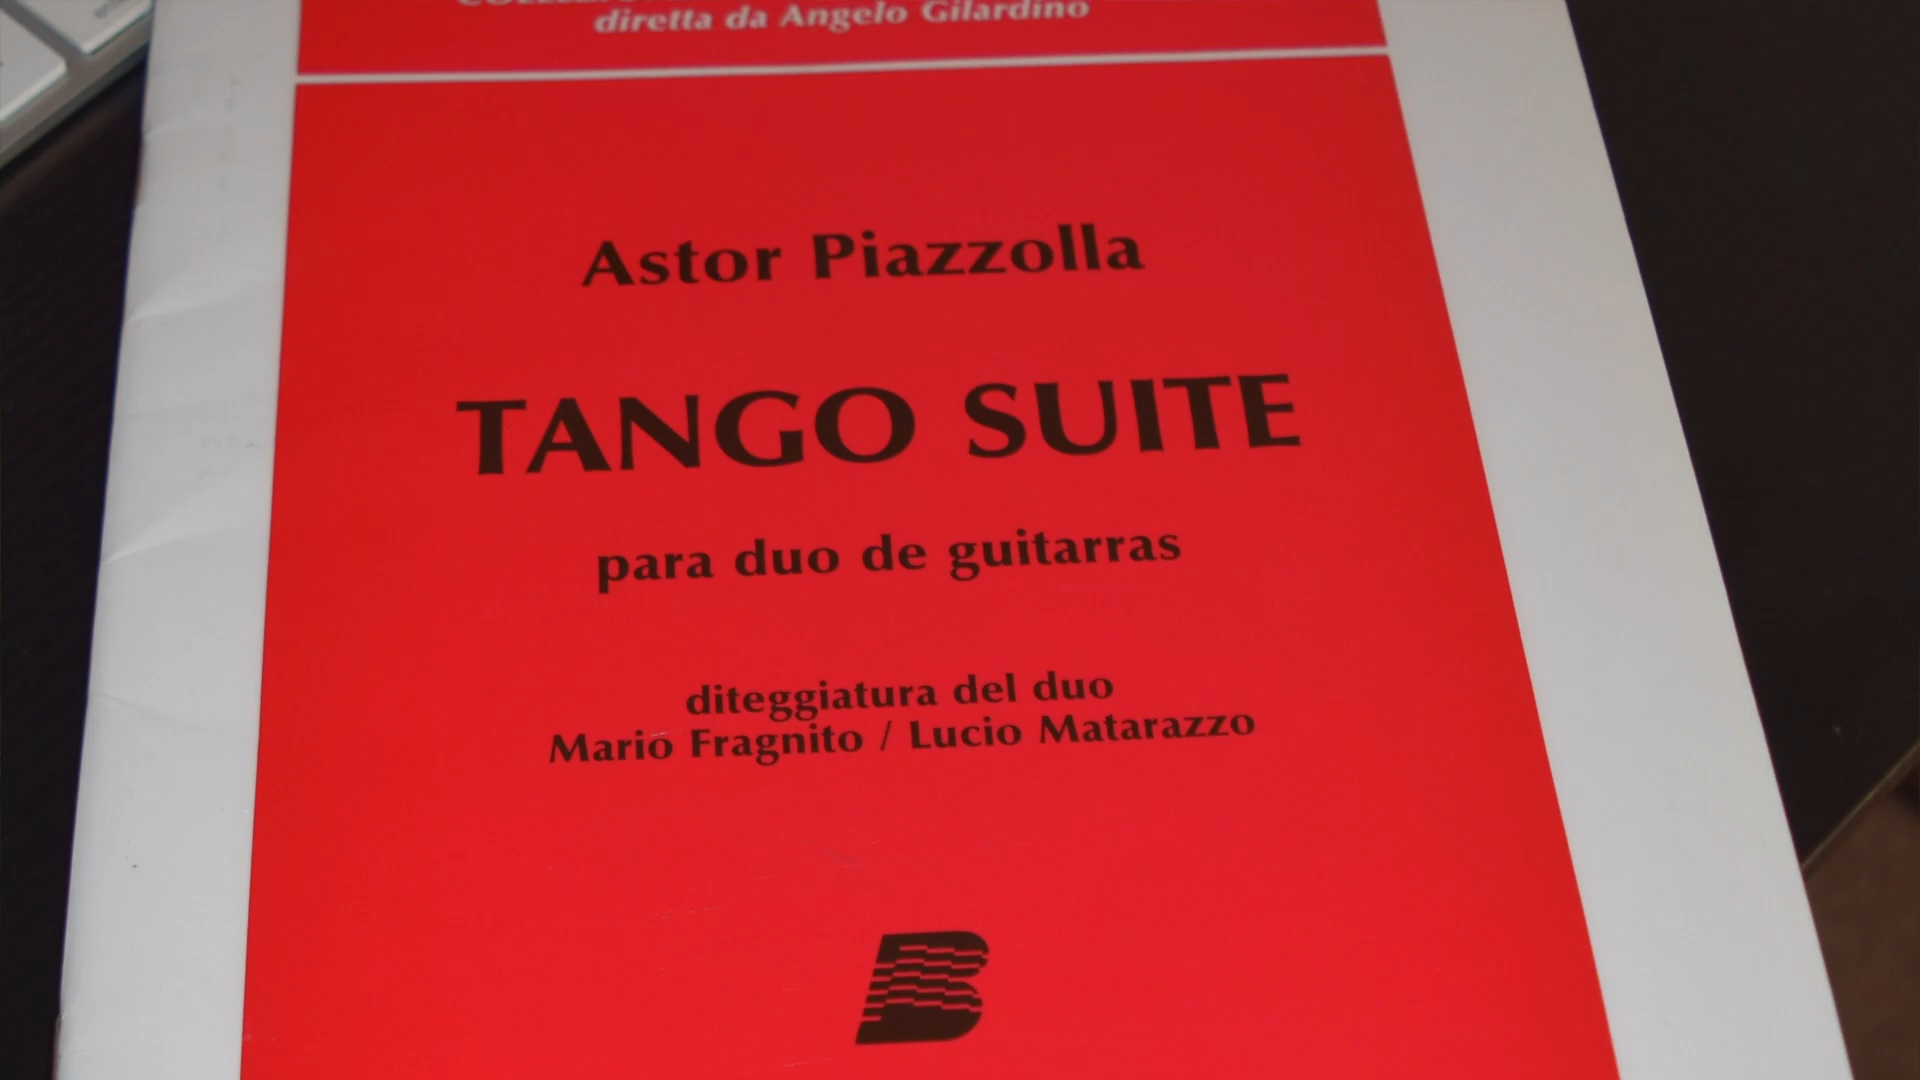 diretta da Angelo Gilardino
Astor Piazzolla
TANGO SUITE
para duo de guitarras
diteggiatura del duo
Mario Fragnito / Lucio Matarazzo
B